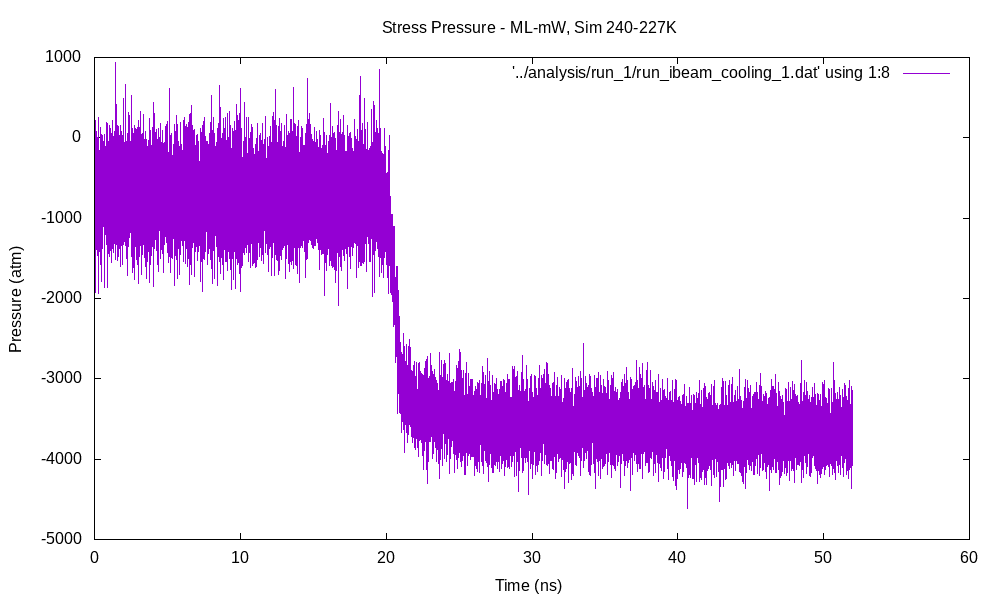 Stress Pressure - ML-mW, Sim 240-227K
'../analysis/run_1/run_ibeam_cooling_1.dat' using 1:8
1000
0
-1000
-2000
-3000
-4000
-5000
Pressure (atm)
0 10 20 30 40 50 60
Time (ns)